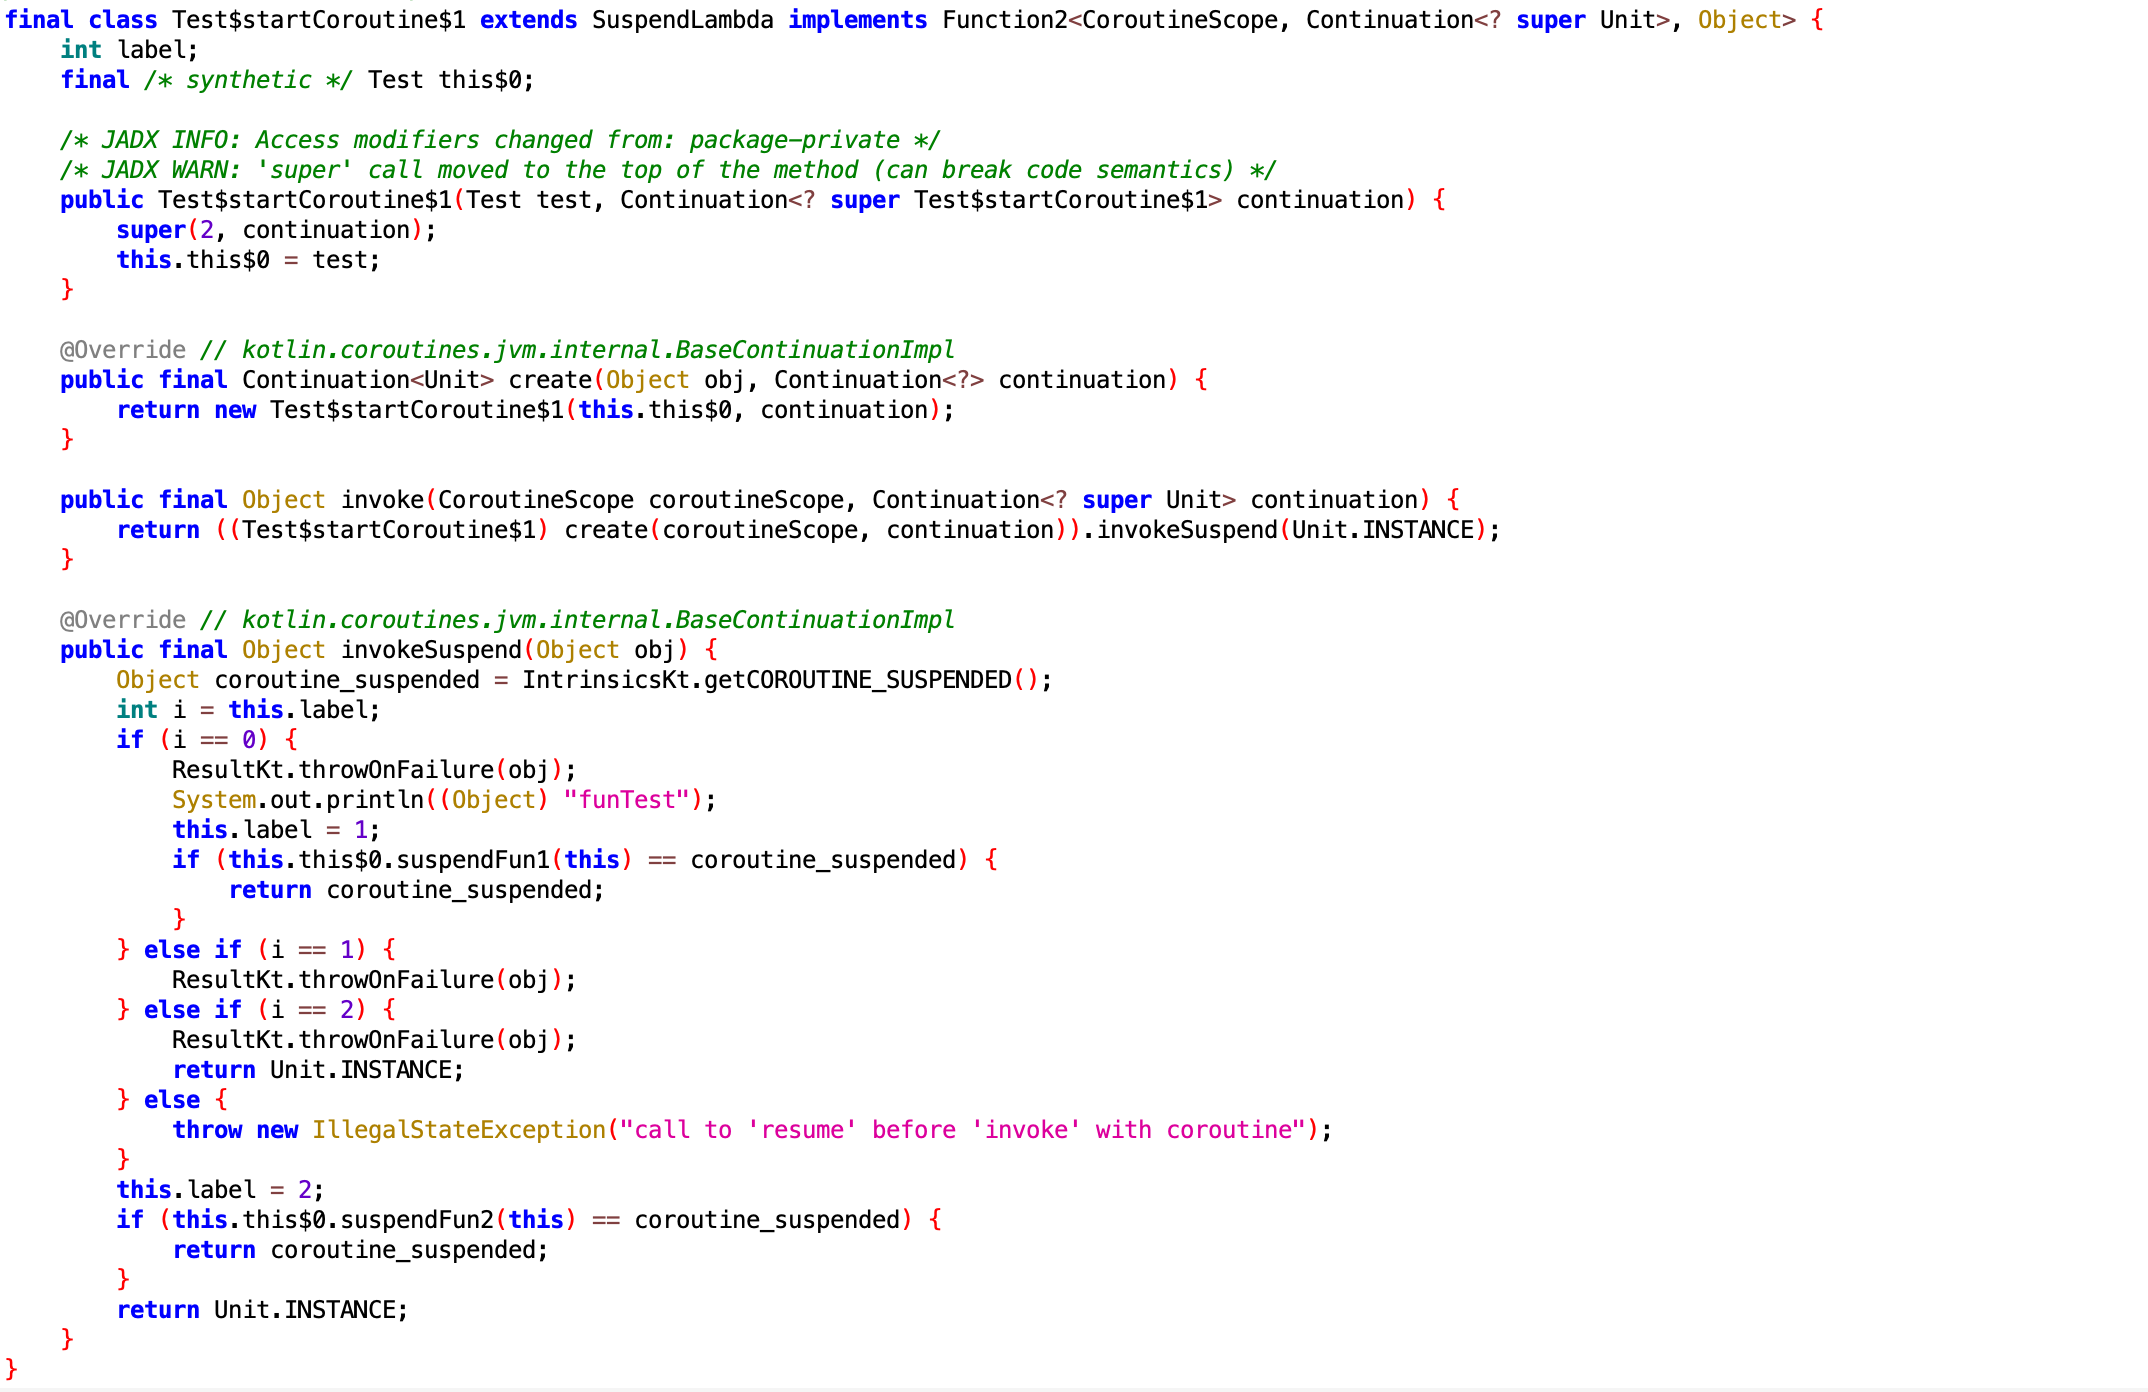 final class Test$startCoroutine$1 extends SuspendLambda implements Function2<CoroutineScope, Continuation<? super Unit>, Object> {
    int label;
    final /* synthetic */ Test this$0;

    /* JADX INFO: Access modifiers changed from: package-private */
    /* JADX WARN: 'super' call moved to the top of the method (can break code semantics) */
    public Test$startCoroutine$1(Test test, Continuation<? super Test$startCoroutine$1> continuation) {
        super(2, continuation);
        this.this$0 = test;
    }

    @Override // kotlin.coroutines.jvm.internal.BaseContinuationImpl
    public final Continuation<Unit> create(Object obj, Continuation<?> continuation) {
        return new Test$startCoroutine$1(this.this$0, continuation);
    }

    public final Object invoke(CoroutineScope coroutineScope, Continuation<? super Unit> continuation) {
        return ((Test$startCoroutine$1) create(coroutineScope, continuation)).invokeSuspend(Unit.INSTANCE);
    }

    @Override // kotlin.coroutines.jvm.internal.BaseContinuationImpl
    public final Object invokeSuspend(Object obj) {
        Object coroutine_suspended = IntrinsicsKt.getCOROUTINE_SUSPENDED();
        int i = this.label;
        if (i == 0) {
            ResultKt.throwOnFailure(obj);
            System.out.println((Object) "funTest");
            this.label = 1;
            if (this.this$0.suspendFun1(this) == coroutine_suspended) {
                return coroutine_suspended;
            }
        } else if (i == 1) {
            ResultKt.throwOnFailure(obj);
        } else if (i == 2) {
            ResultKt.throwOnFailure(obj);
            return Unit.INSTANCE;
        } else {
            throw new IllegalStateException("call to 'resume' before 'invoke' with coroutine");
        }
        this.label = 2;
        if (this.this$0.suspendFun2(this) == coroutine_suspended) {
            return coroutine_suspended;
        }
        return Unit.INSTANCE;
    }
}